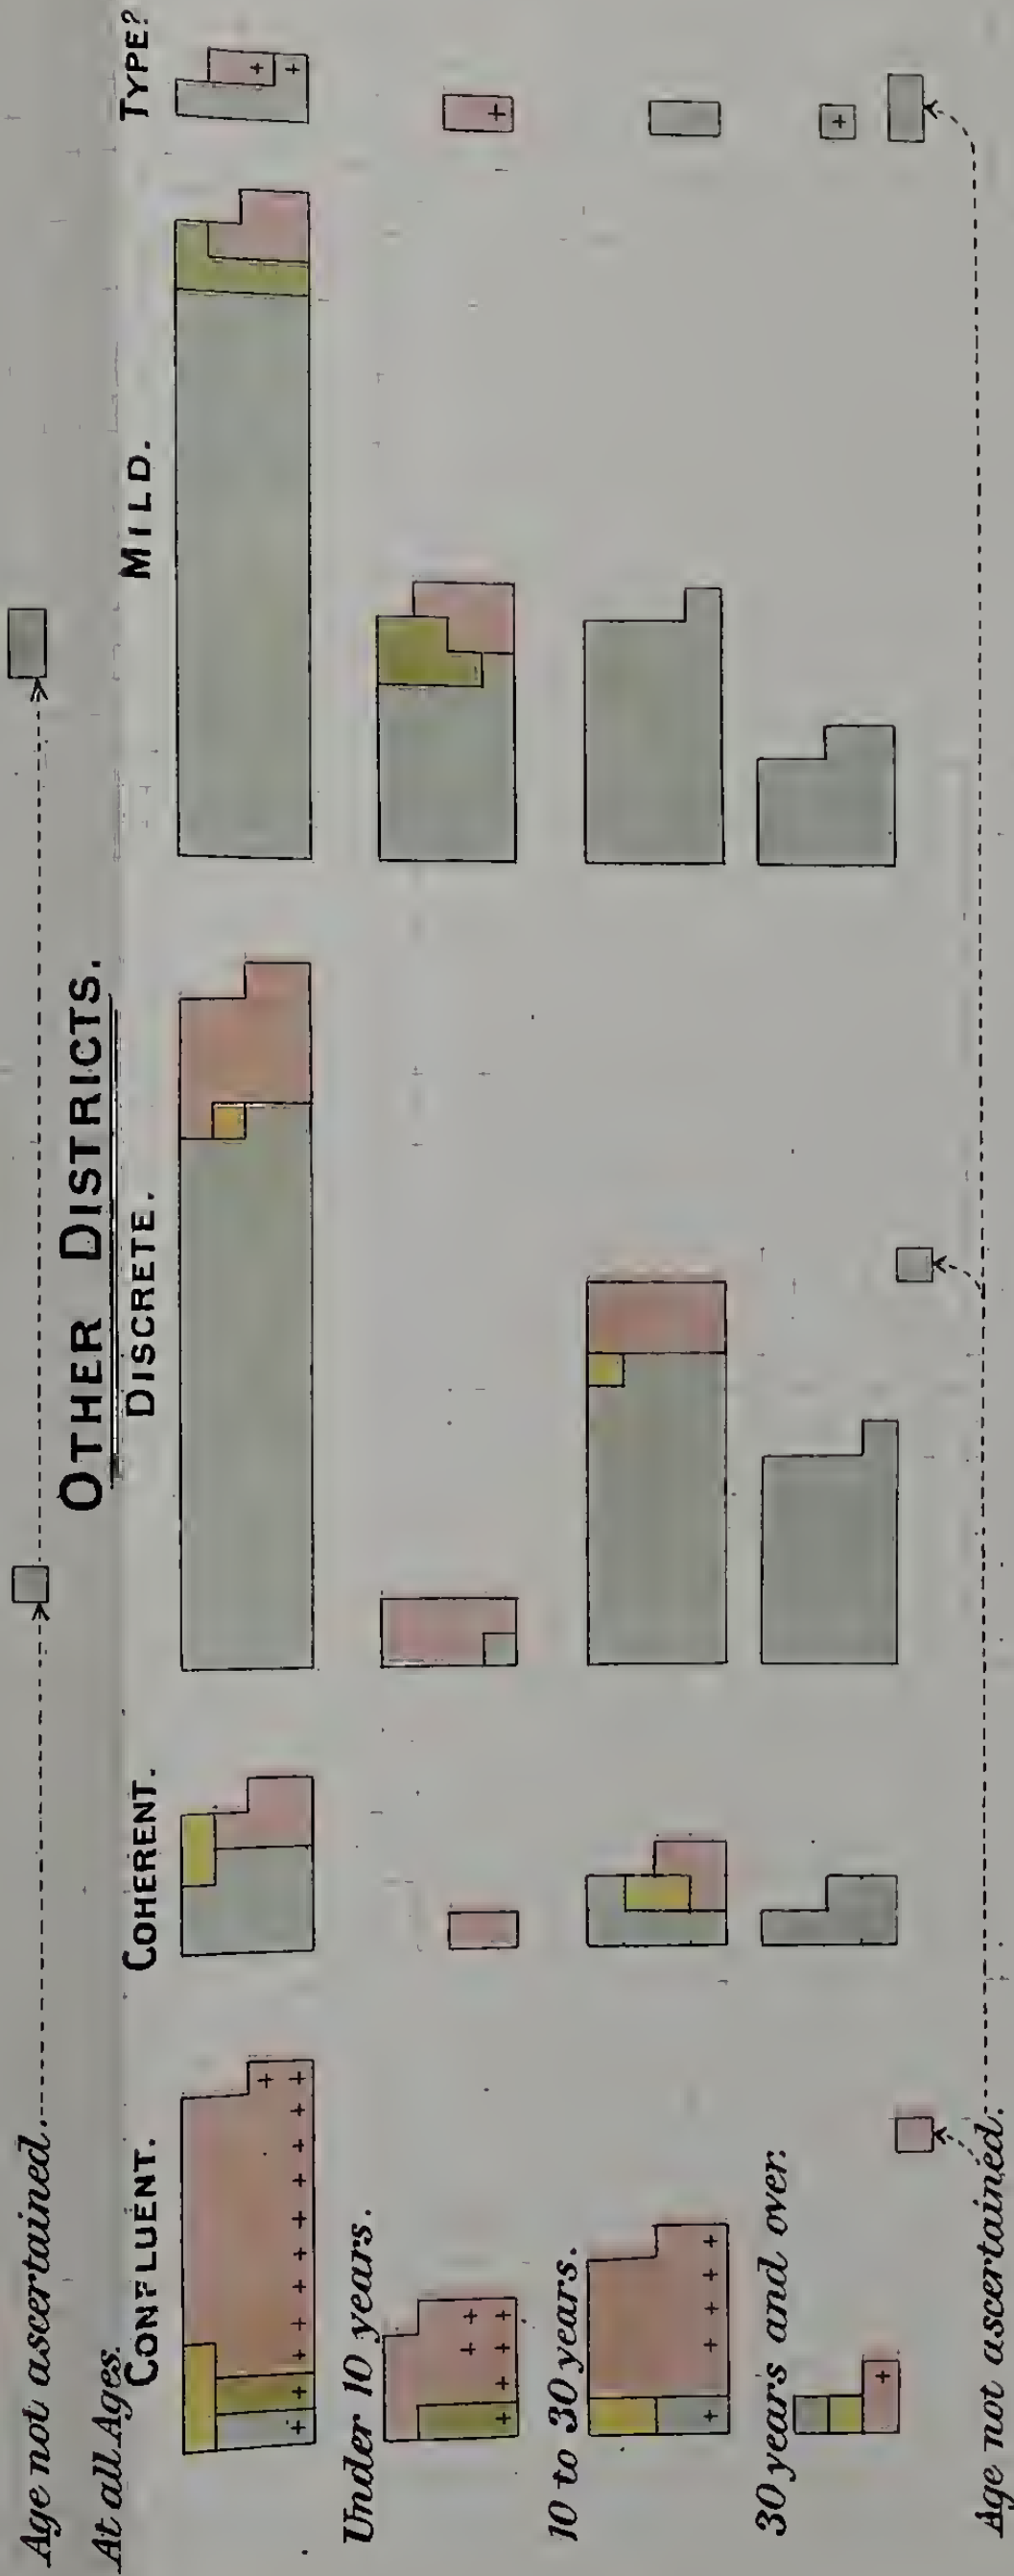 Age not ascertained.
OTHER DISTRICTS.
At all Ages.
CONFLUENT. COHERENT. DISCRETE. MILD. TYPE?
Under 10 years.
10 to 30 years.
30 years and over.
Age not ascertained.